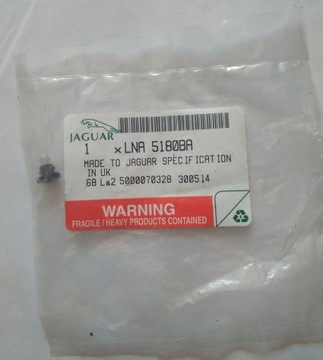 JAGUAR
1 x LNA 5180BA
MADE TO JAGUAR SPECIFICATION
IN UK
68 La2 5000070328 300514
WARNING
FRAGILE / HEAVY PRODUCTS CONTAINED